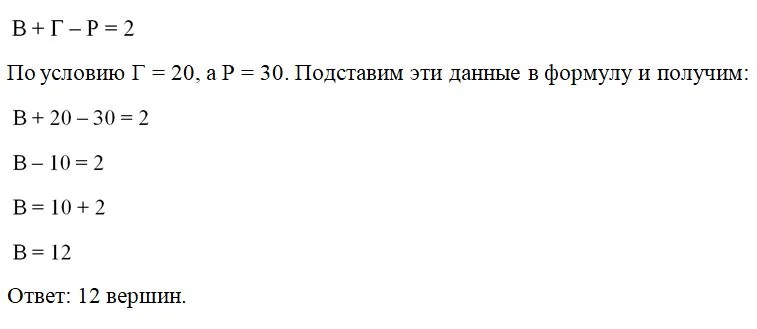 В + Г – Р = 2
По условию Г = 20, а Р = 30. Подставим эти данные в формулу и получим:
В + 20 – 30 = 2
В – 10 = 2
В = 10 + 2
В = 12
Ответ: 12 вершин.